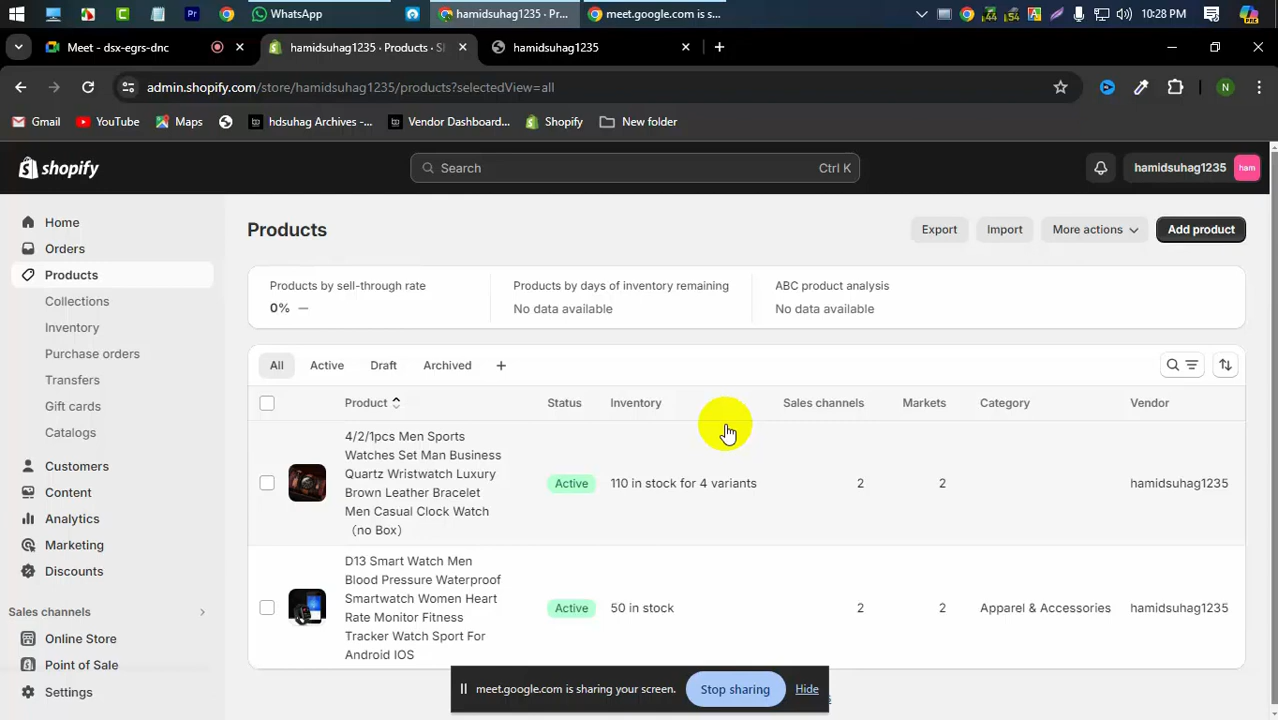 WhatsApp
hamidsuhag1235 · Pr...
meet.google.com is s...
10:28 PM
Meet - dsx-egrs-dnc
hamidsuhag1235 · Products · S
hamidsuhag1235
admin.shopify.com/store/hamidsuhag1235/products?selectedView=all
N
Gmail
YouTube
Maps
hdsuhag Archives -...
Vendor Dashboard...
Shopify
New folder
shopify
Search
Ctrl K
hamidsuhag1235
ham
Home
Orders
Products
Collections
Inventory
Purchase orders
Transfers
Gift cards
Catalogs
Customers
Content
Analytics
Marketing
Discounts
Sales channels
Online Store
Point of Sale
Settings
Products
Export
Import
More actions
Add product
Products by sell-through rate
0% —
Products by days of inventory remaining
No data available
ABC product analysis
No data available
All
Active
Draft
Archived
Product
Status
Inventory
Sales channels
Markets
Category
Vendor
4/2/1pcs Men Sports
Watches Set Man Business
Quartz Wristwatch Luxury
Brown Leather Bracelet
Men Casual Clock Watch
（no Box）
Active
110 in stock for 4 variants
2
2
hamidsuhag1235
D13 Smart Watch Men
Blood Pressure Waterproof
Smartwatch Women Heart
Rate Monitor Fitness
Tracker Watch Sport For
Android IOS
Active
50 in stock
2
2
Apparel & Accessories
hamidsuhag1235
meet.google.com is sharing your screen.
Stop sharing
Hide